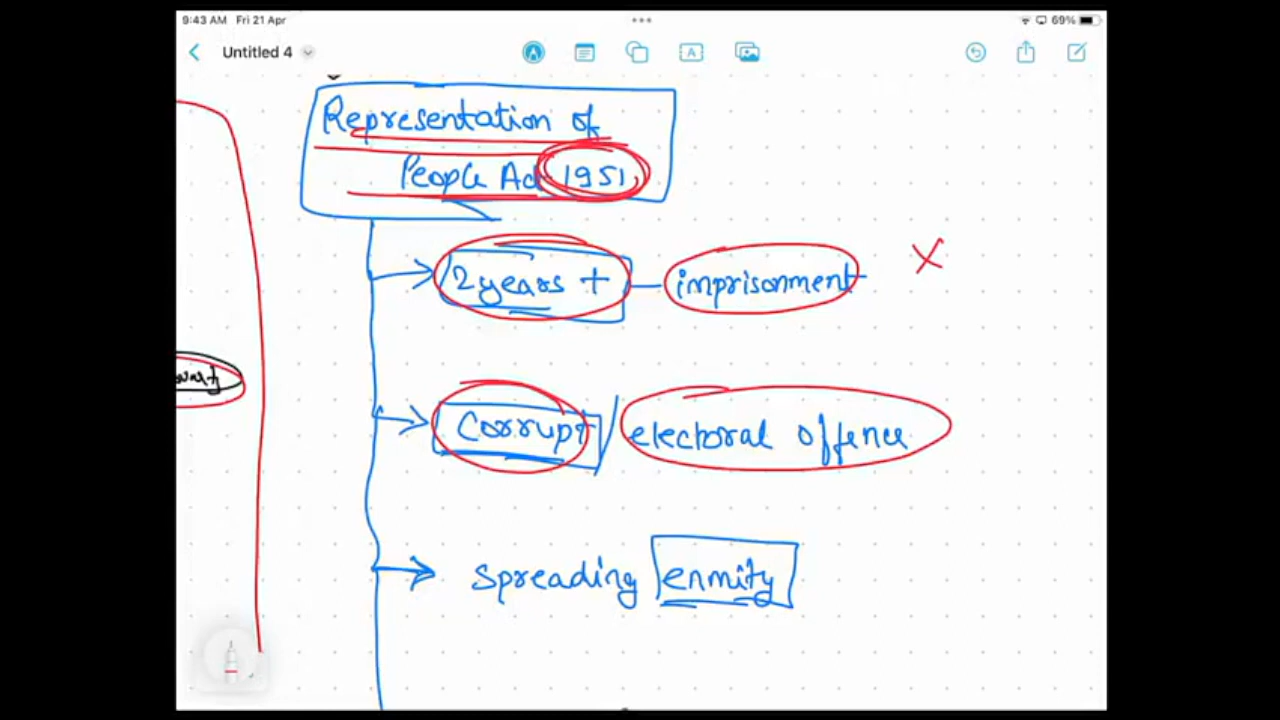 9:43 AM Fri 21 Apr
69%
Untitled 4
Representation of
People Act 1951
2 years + — imprisonment X
Corrupt / electoral offence
spreading enmity